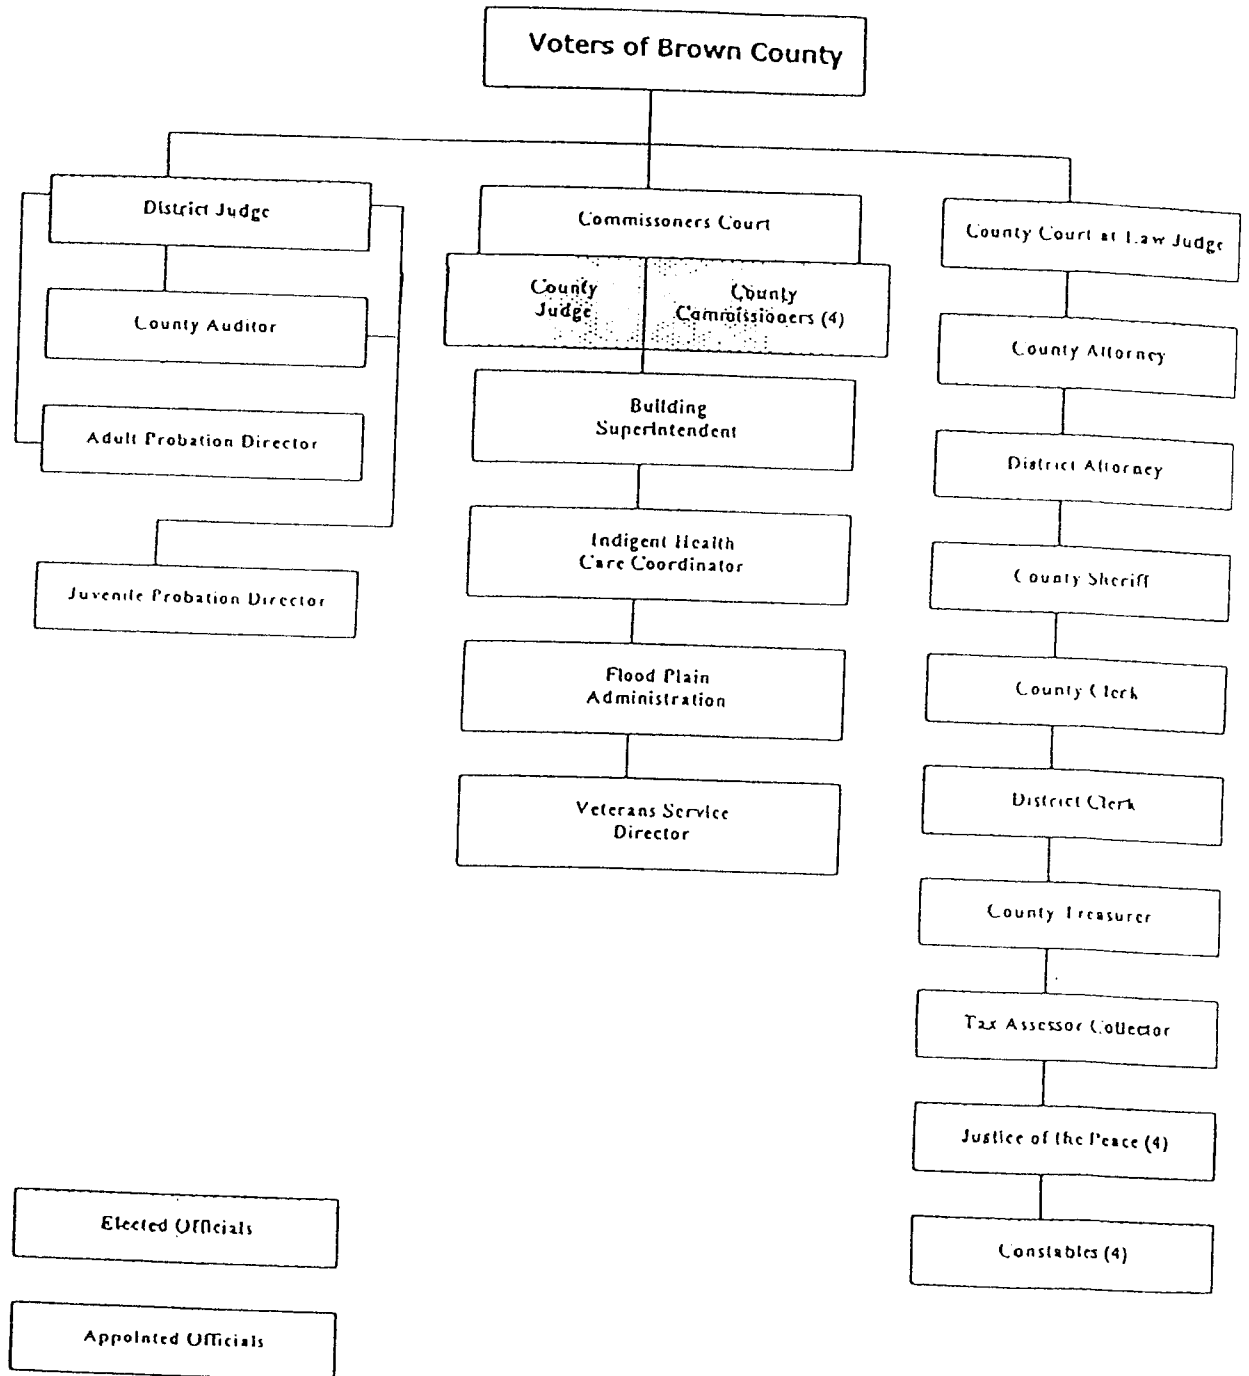 Voters of Brown County
District Judge
County Auditor
Adult Probation Director
Juvenile Probation Director
Commissoners Court
County
Judge
County
Commissioners (4)
Building
Superintendent
Indigent Health
Care Coordinator
Flood Plain
Administration
Veterans Service
Director
County Court at Law Judge
County Attorney
District Attorney
County Sheriff
County Clerk
District Clerk
County Treasurer
Tax Assessor Collector
Justice of the Peace (4)
Constables (4)
Elected Officials
Appointed Officials